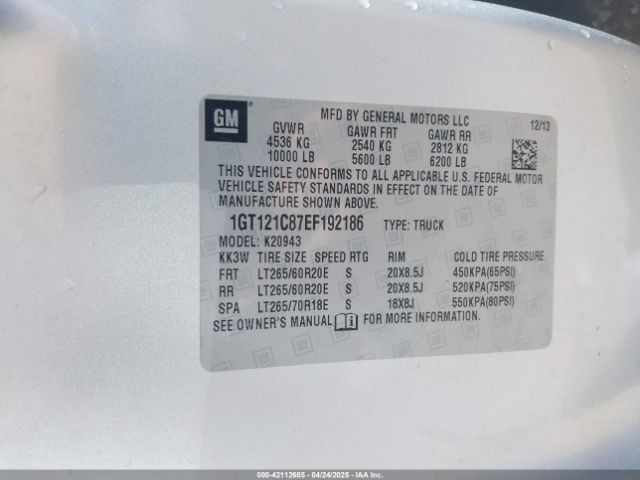 GM
MFD BY GENERAL MOTORS LLC
12/13
GVWR GAWR FRT GAWR RR
4536 KG 2540 KG 2812 KG
10000 LB 5600 LB 6200 LB
THIS VEHICLE CONFORMS TO ALL APPLICABLE U.S. FEDERAL MOTOR
VEHICLE SAFETY STANDARDS IN EFFECT ON THE DATE OF
MANUFACTURE SHOWN ABOVE.
1GT121C87EF192186 TYPE: TRUCK
MODEL: K20943
KK3W TIRE SIZE SPEED RTG RIM COLD TIRE PRESSURE
FRT LT265/60R20E S 20X8.5J 450KPA(65PSI)
RR LT265/60R20E S 20X8.5J 520KPA(75PSI)
SPA LT265/70R18E S 18X8J 550KPA(80PSI)
SEE OWNER'S MANUAL FOR MORE INFORMATION.
000-42112685 - 04/24/2025 - IAAI.COM